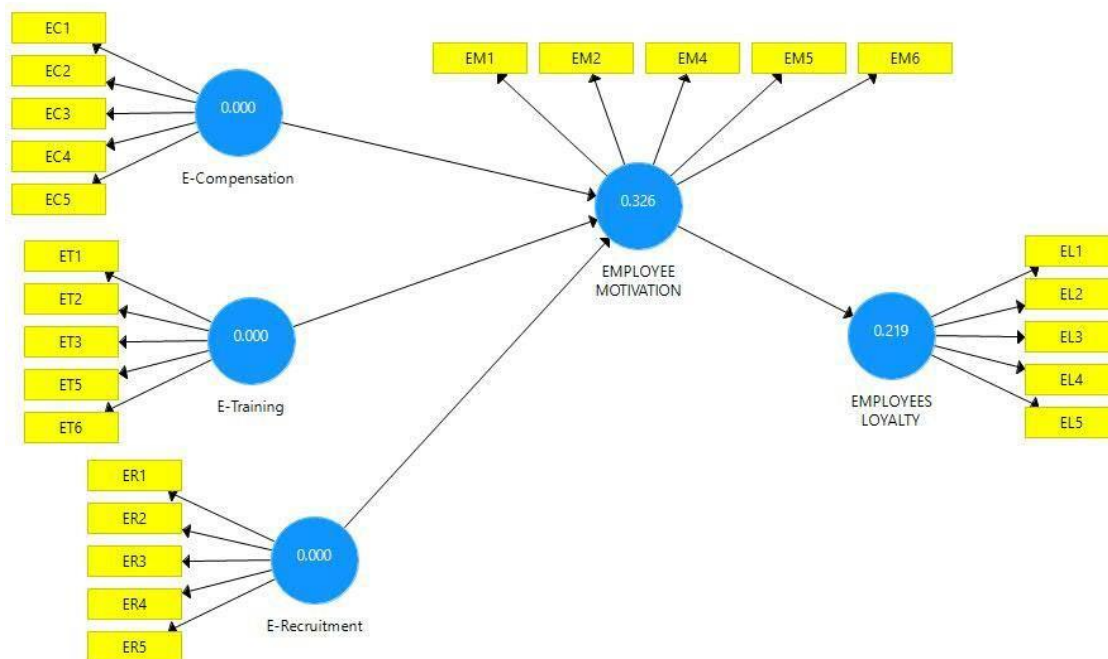 EC1
EC2
EC3
EC4
EC5
0.000
E-Compensation
EM1
EM2
EM4
EM5
EM6
0.326
EMPLOYEE
MOTIVATION
ET1
ET2
ET3
ET5
ET6
0.000
E-Training
EL1
EL2
EL3
EL4
EL5
0.219
EMPLOYEES
LOYALTY
ER1
ER2
ER3
ER4
ER5
0.000
E-Recruitment